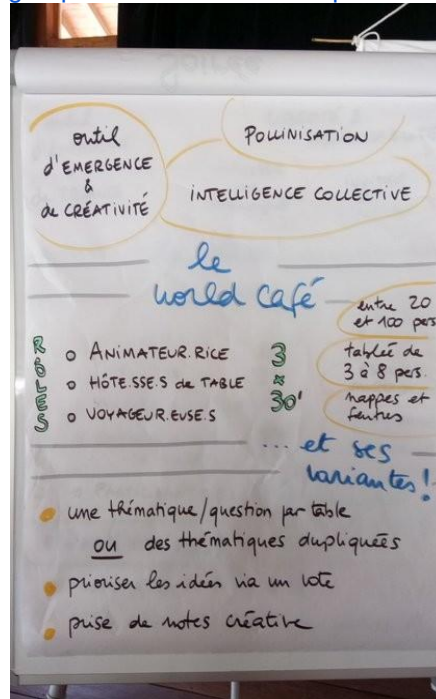 outil
d'EMERGENCE
&
de CRÉATIVITÉ
POLLINISATION
INTELLIGENCE COLLECTIVE
le
world café
entre 20
et 100 pers
tablée de
3 à 8 pers.
nappes et
feutres
RÔLES
o ANIMATEUR.RICE
o HÔTE.SSE.S de TABLE
o VOYAGEUR.EUSE.S
3
x
30'
... et ses
variantes!
une thématique/question par table
ou des thématiques dupliquées
prioriser les idées via un vote
prise de notes créative